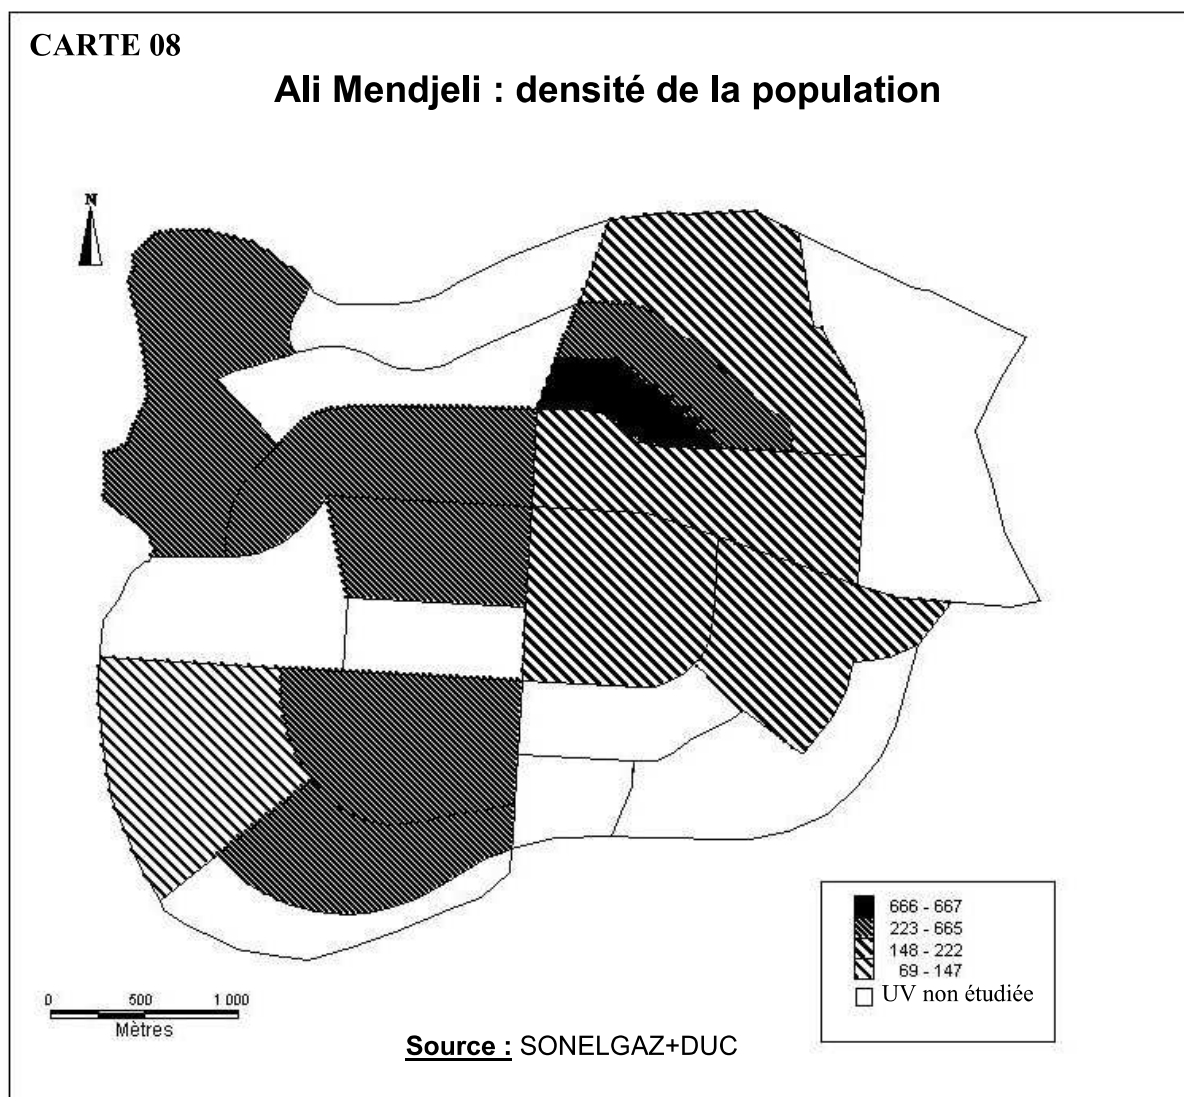 CARTE 08
Ali Mendjeli : densité de la population
N
666 - 667
223 - 665
148 - 222
69 - 147
UV non étudiée
0 500 1 000
Mètres
Source : SONELGAZ+DUC